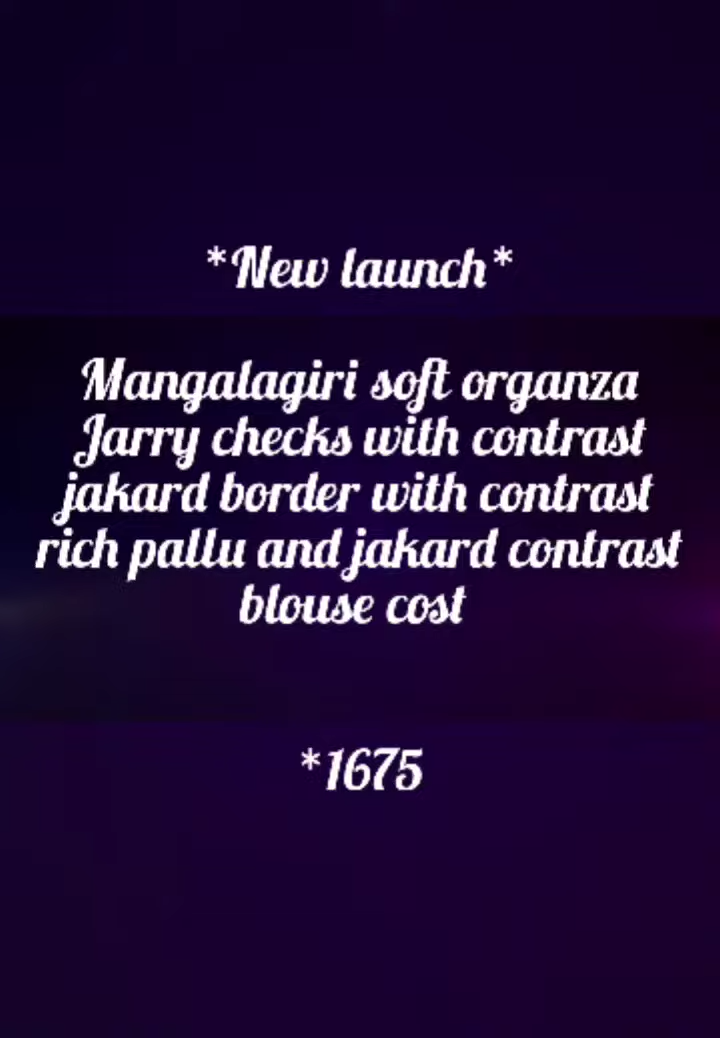 *New launch*
Mangalagiri soft organza
Jarry checks with contrast
jakard border with contrast
rich pallu and jakard contrast
blouse cost
*1675